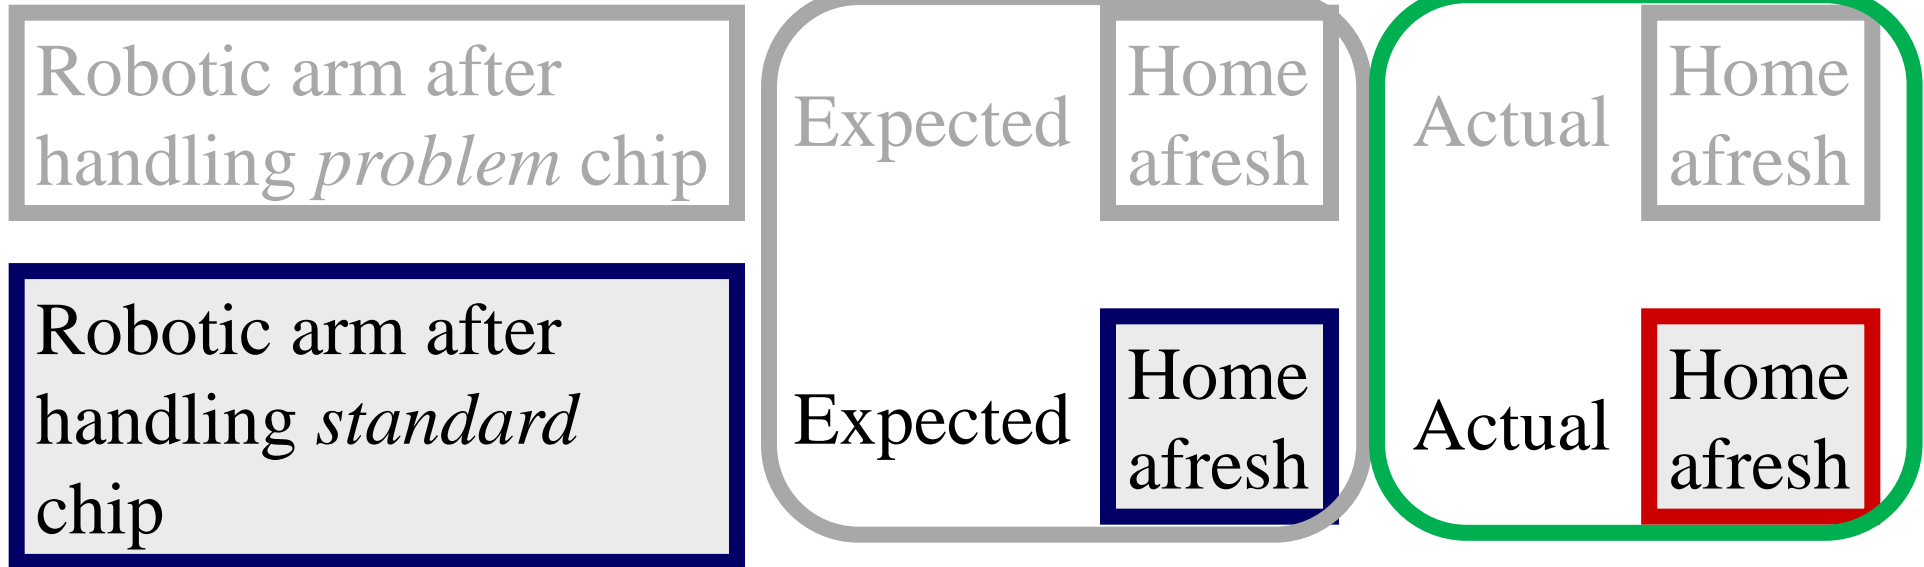 Robotic arm after
handling problem chip
Expected
Home
afresh
Actual
Home
afresh
Robotic arm after
handling standard
chip
Expected
Home
afresh
Actual
Home
afresh